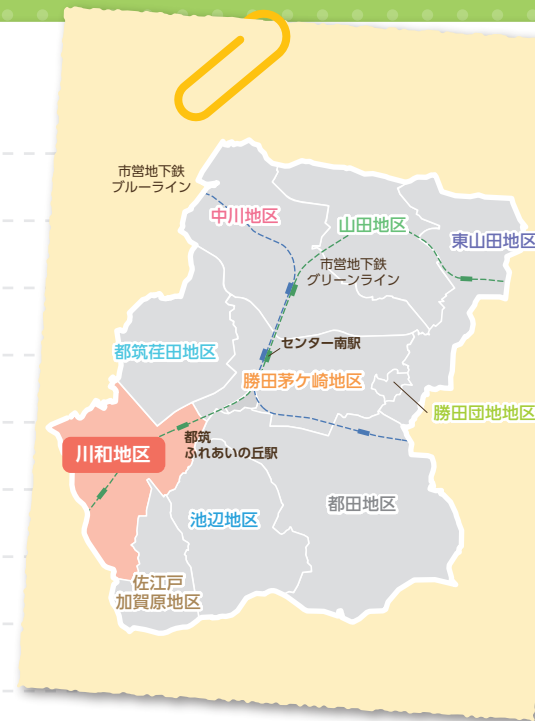 市営地下鉄
ブルーライン
中川地区
山田地区
東山田地区
市営地下鉄
グリーンライン
センター南駅
都筑荏田地区
勝田茅ケ崎地区
勝田団地地区
都筑
ふれあいの丘駅
川和地区
池辺地区
都田地区
佐江戸
加賀原地区